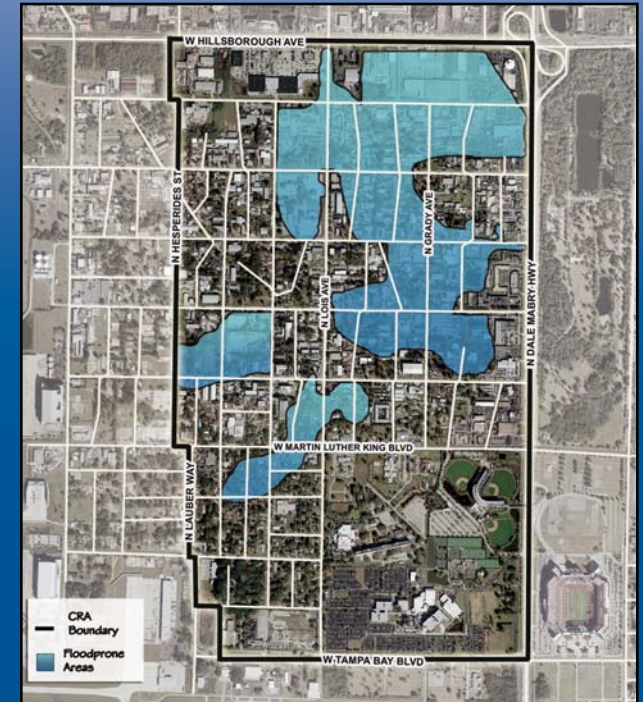 W HILLSBOROUGH AVE
N HESPERIDES ST
N GRADY AVE
N LOIS AVE
N DALE MABRY HWY
W MARTIN LUTHER KING BLVD
N LAUBER WAY
CRA
Boundary
Floodprone
Areas
W TAMPA BAY BLVD